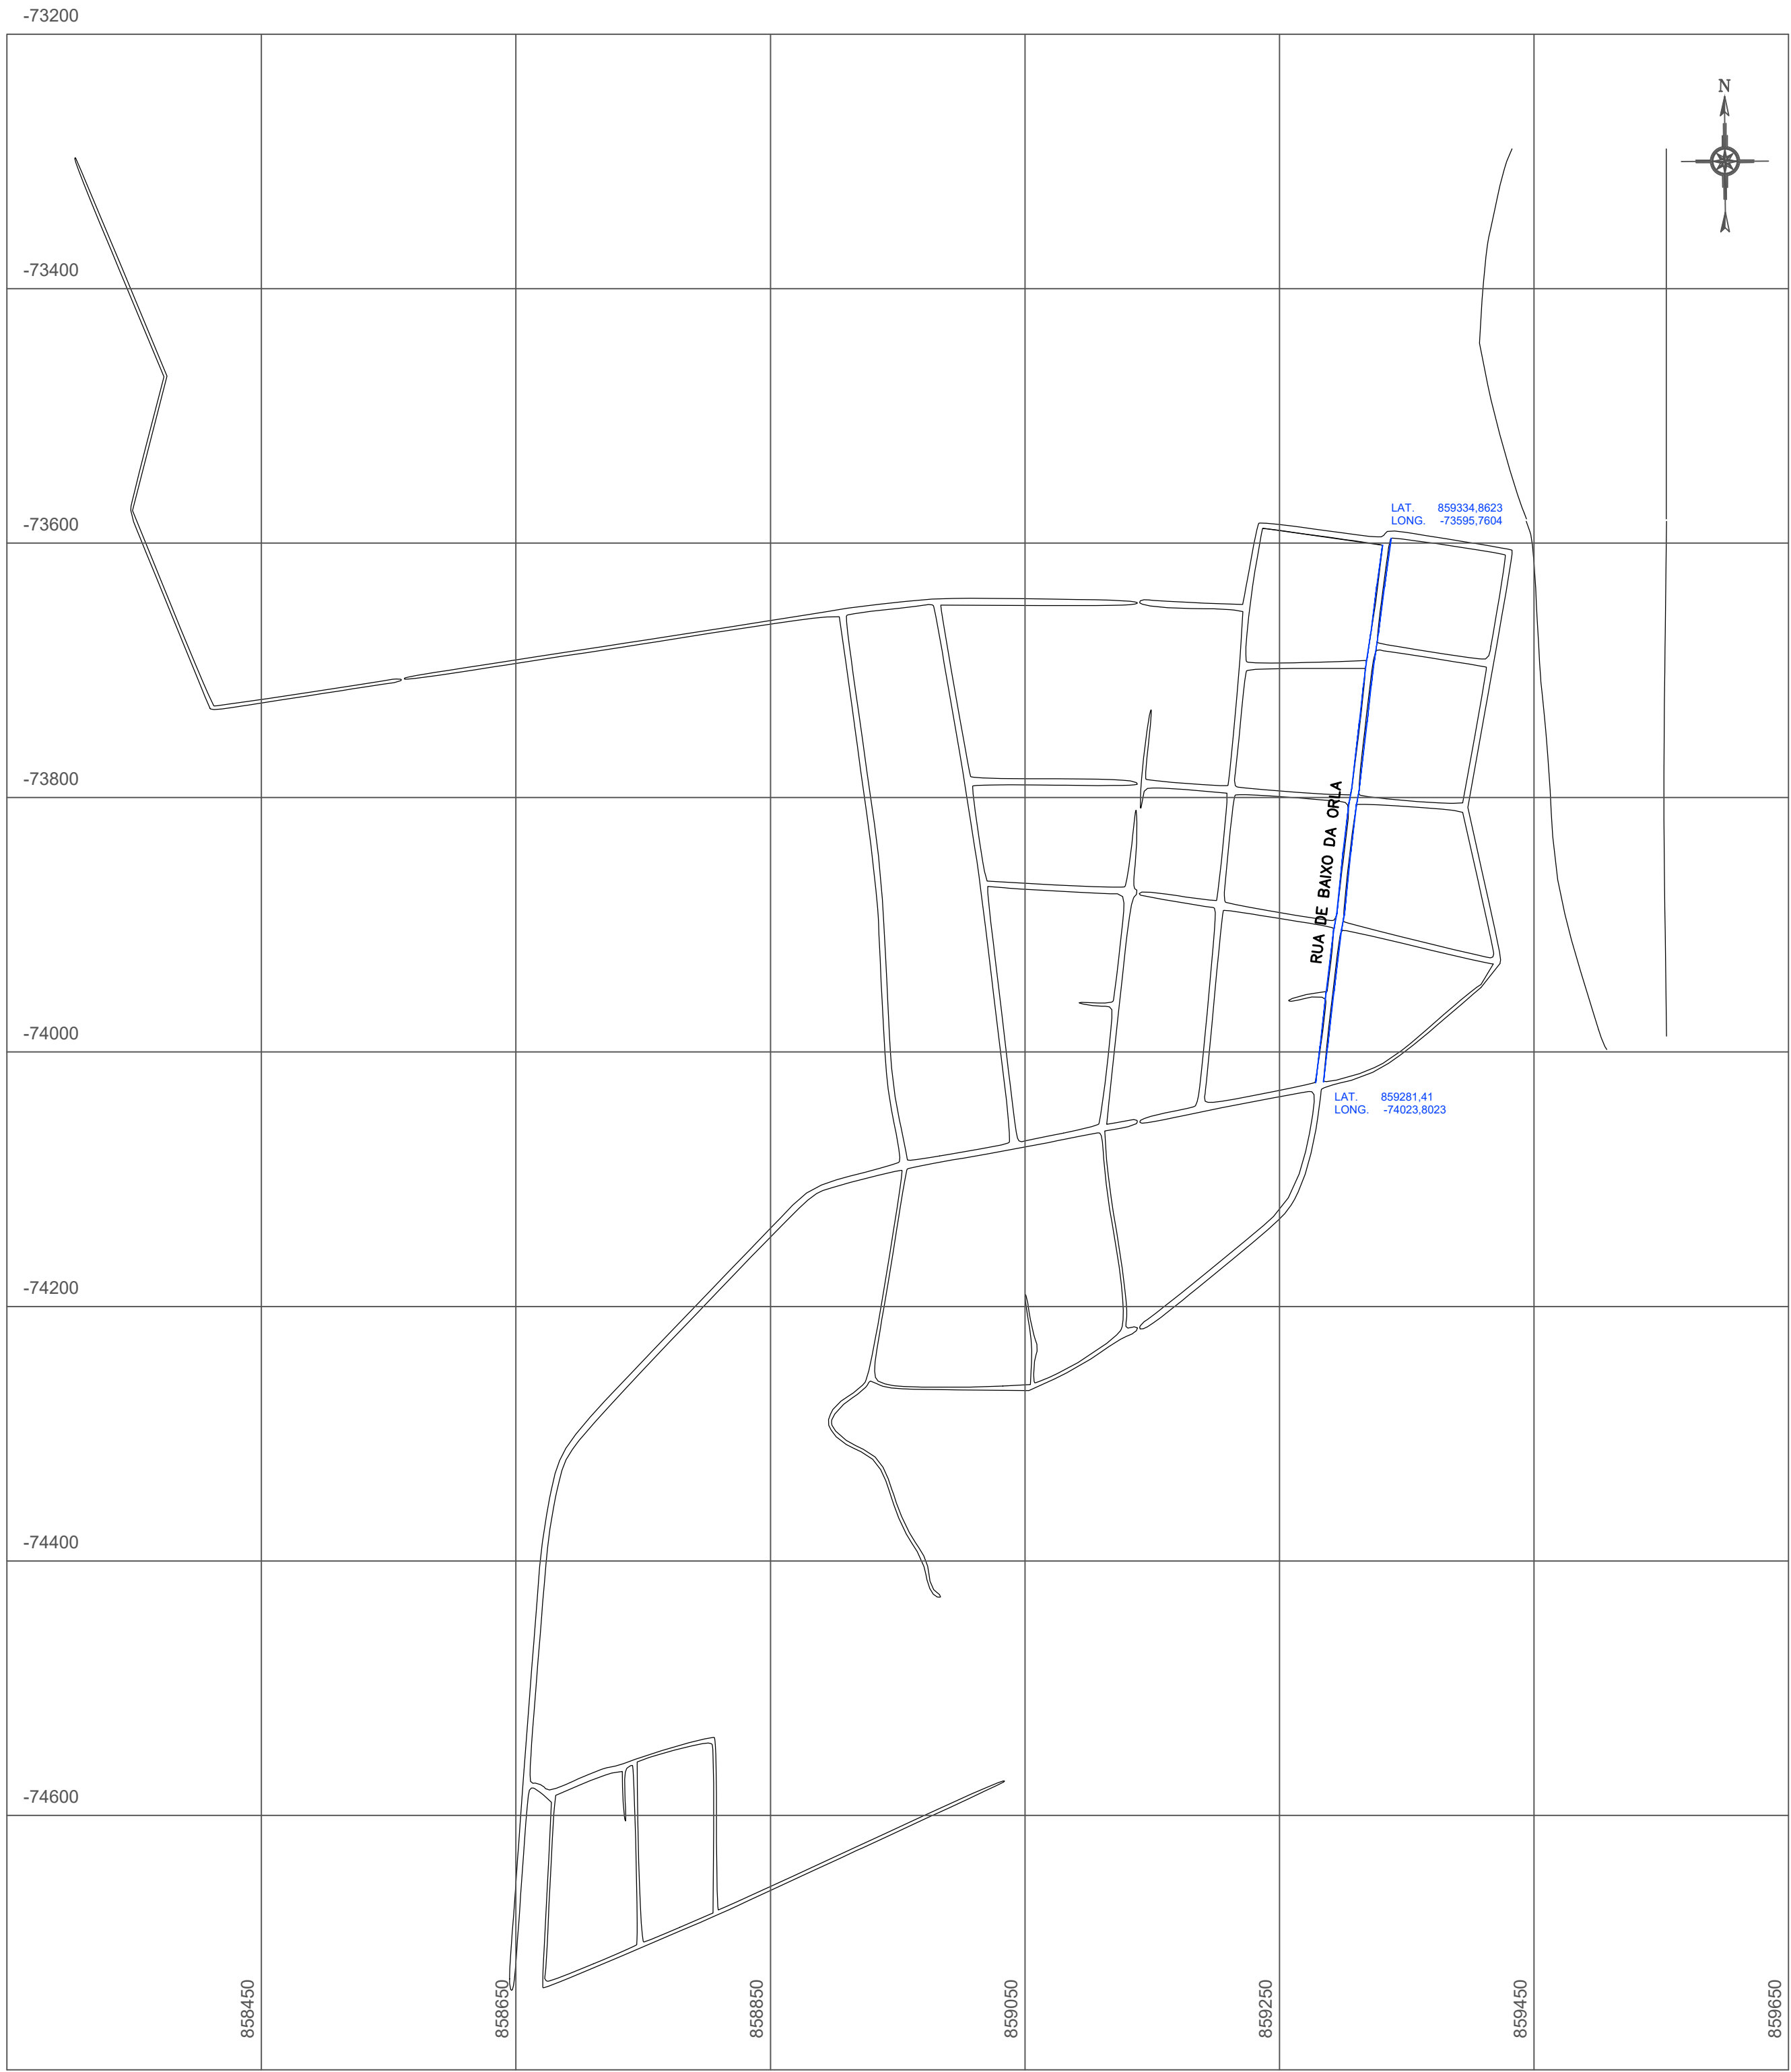 -73200
N
-73400
LAT. 859334,8623
LONG. -73595,7604
-73600
-73800
RUA DE BAIXO DA ORLA
-74000
LAT. 859281,41
LONG. -74023,8023
-74200
-74400
-74600
858450
858650
858850
859050
859250
859450
859650